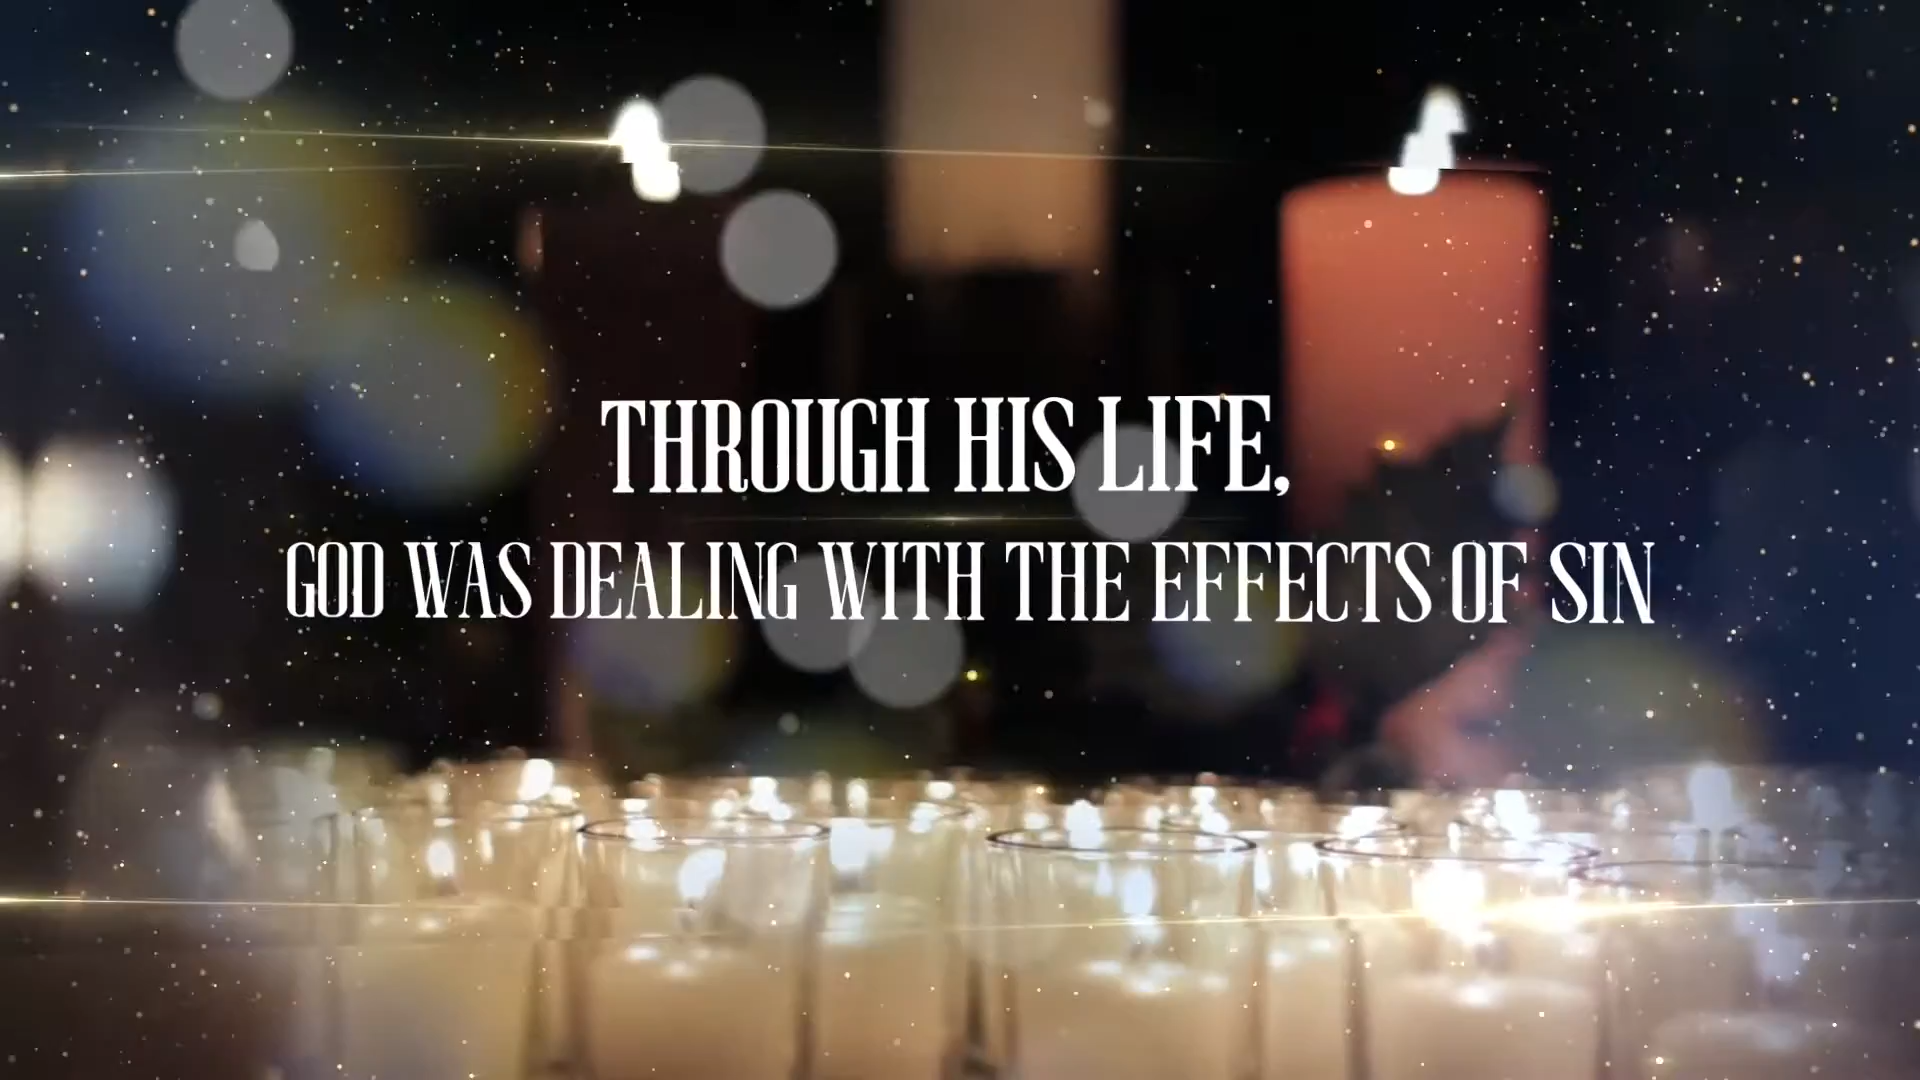 THROUGH HIS LIFE,
GOD WAS DEALING WITH THE EFFECTS OF SIN